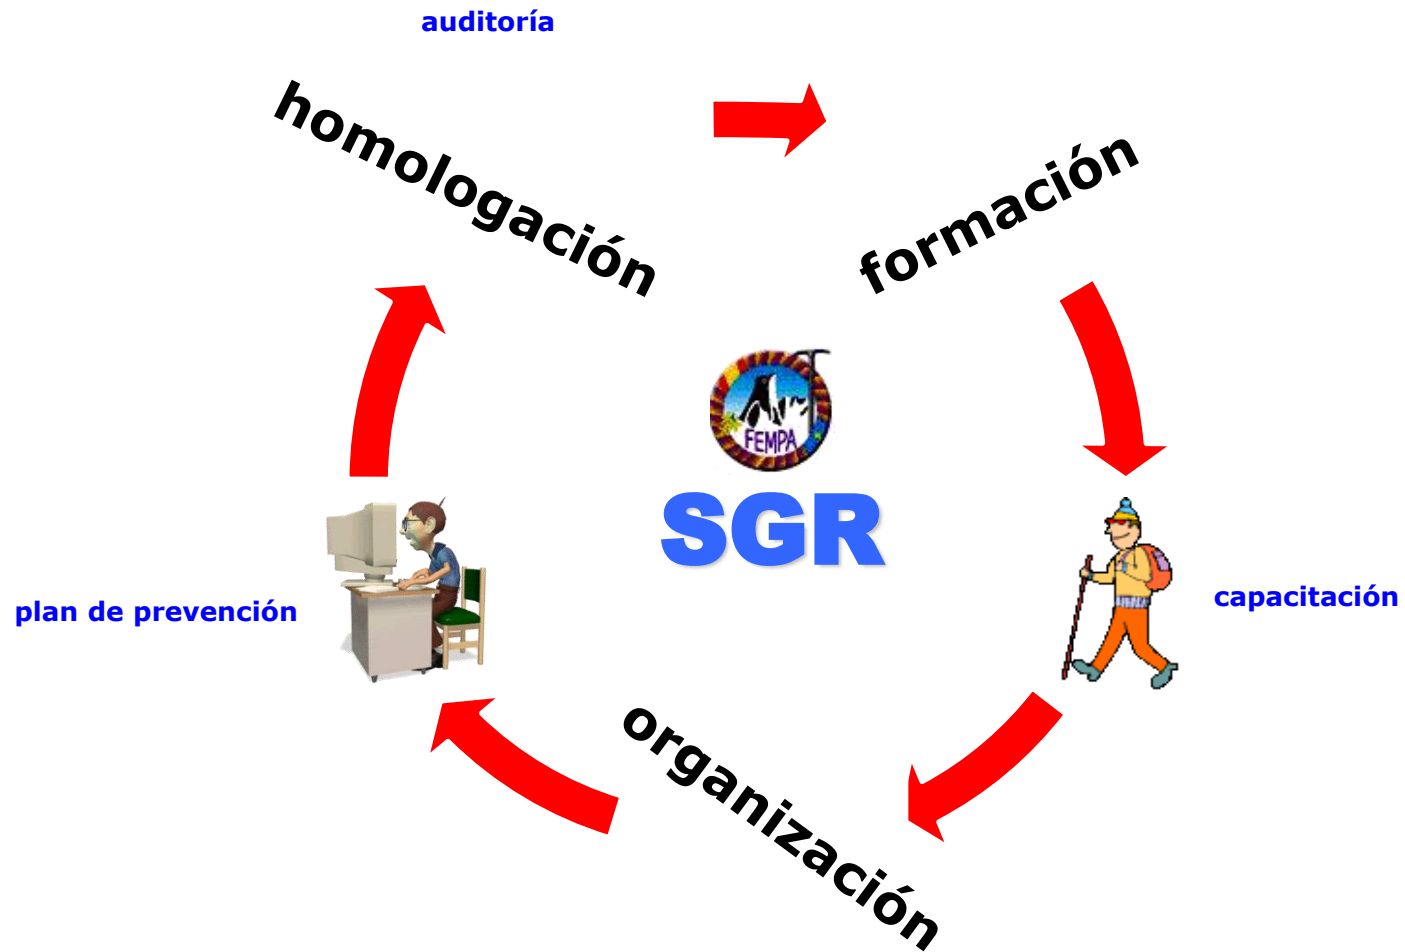 auditoría
homologación
formación
FEMPA
SGR
plan de prevención
capacitación
organización